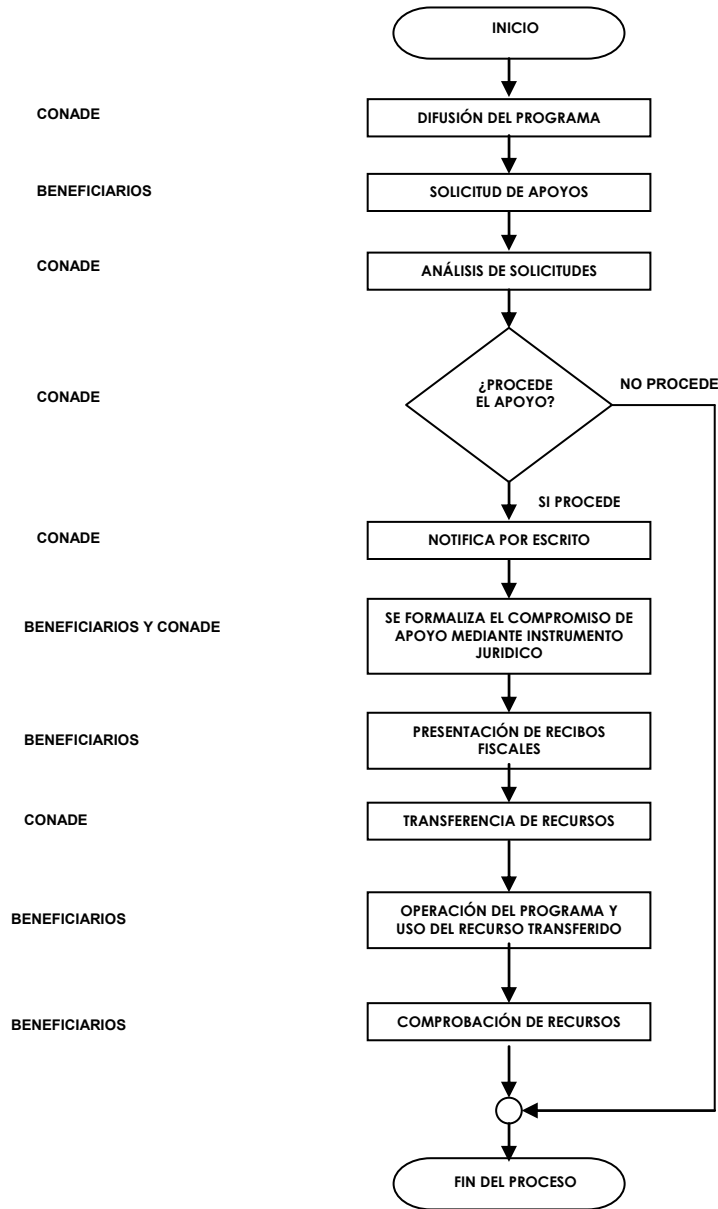 INICIO
CONADE
DIFUSIÓN DEL PROGRAMA
BENEFICIARIOS
SOLICITUD DE APOYOS
CONADE
ANÁLISIS DE SOLICITUDES
CONADE
¿PROCEDE
EL APOYO?
NO PROCEDE
SI PROCEDE
CONADE
NOTIFICA POR ESCRITO
BENEFICIARIOS Y CONADE
SE FORMALIZA EL COMPROMISO DE
APOYO MEDIANTE INSTRUMENTO
JURIDICO
BENEFICIARIOS
PRESENTACIÓN DE RECIBOS
FISCALES
CONADE
TRANSFERENCIA DE RECURSOS
BENEFICIARIOS
OPERACIÓN DEL PROGRAMA Y
USO DEL RECURSO TRANSFERIDO
BENEFICIARIOS
COMPROBACIÓN DE RECURSOS
FIN DEL PROCESO